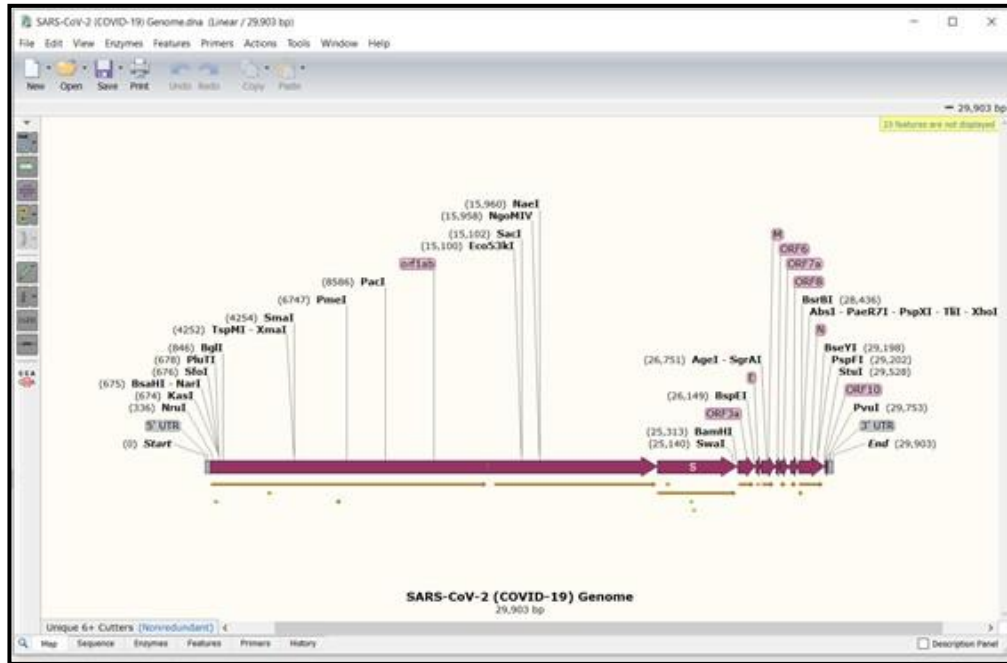 SARS-CoV-2 (COVID-19) Genome.dna (Linear / 29,903 bp)
File Edit View Enzymes Features Primers Actions Tools Window Help
New Open Save Print Undo Redo Copy Paste
29,903 bp
23 features are not displayed
(15,960) NaeI
(15,958) NgoMIV
(15,102) SacI
(15,100) Eco53kI
orf1ab
(8586) PacI
(6747) PmeI
(4254) SmaI
(4252) TspMI - XmaI
(846) BglI
(678) PluTI
(676) SfoI
(675) BsaHI - NarI
(674) KasI
(336) NruI
5' UTR
(0) Start
M
ORF6
ORF7a
ORF8
BsrBI (28,436)
AbsI - PaeR7I - PspXI - TliI - XhoI
N
(26,751) AgeI - SgrAI
BseYI (29,198)
PspFI (29,202)
E
StuI (29,528)
(26,149) BspEI
ORF10
ORF3a
PvuI (29,753)
(25,313) BamHI
3' UTR
(25,140) SwaI
End (29,903)
S
SARS-CoV-2 (COVID-19) Genome
29,903 bp
Unique 6+ Cutters (Nonredundant)
Map Sequence Enzymes Features Primers History
Description Panel